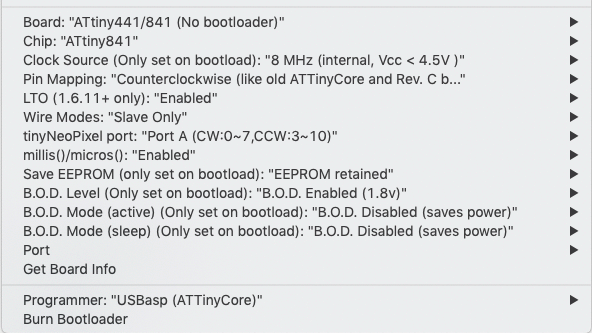 Board: "ATtiny441/841 (No bootloader)"
Chip: "ATtiny841"
Clock Source (Only set on bootload): "8 MHz (internal, Vcc < 4.5V )"
Pin Mapping: "Counterclockwise (like old ATTinyCore and Rev. C b..."
LTO (1.6.11+ only): "Enabled"
Wire Modes: "Slave Only"
tinyNeoPixel port: "Port A (CW:0~7,CCW:3~10)"
millis()/micros(): "Enabled"
Save EEPROM (only set on bootload): "EEPROM retained"
B.O.D. Level (Only set on bootload): "B.O.D. Enabled (1.8v)"
B.O.D. Mode (active) (Only set on bootload): "B.O.D. Disabled (saves power)"
B.O.D. Mode (sleep) (Only set on bootload): "B.O.D. Disabled (saves power)"
Port
Get Board Info
Programmer: "USBasp (ATTinyCore)"
Burn Bootloader